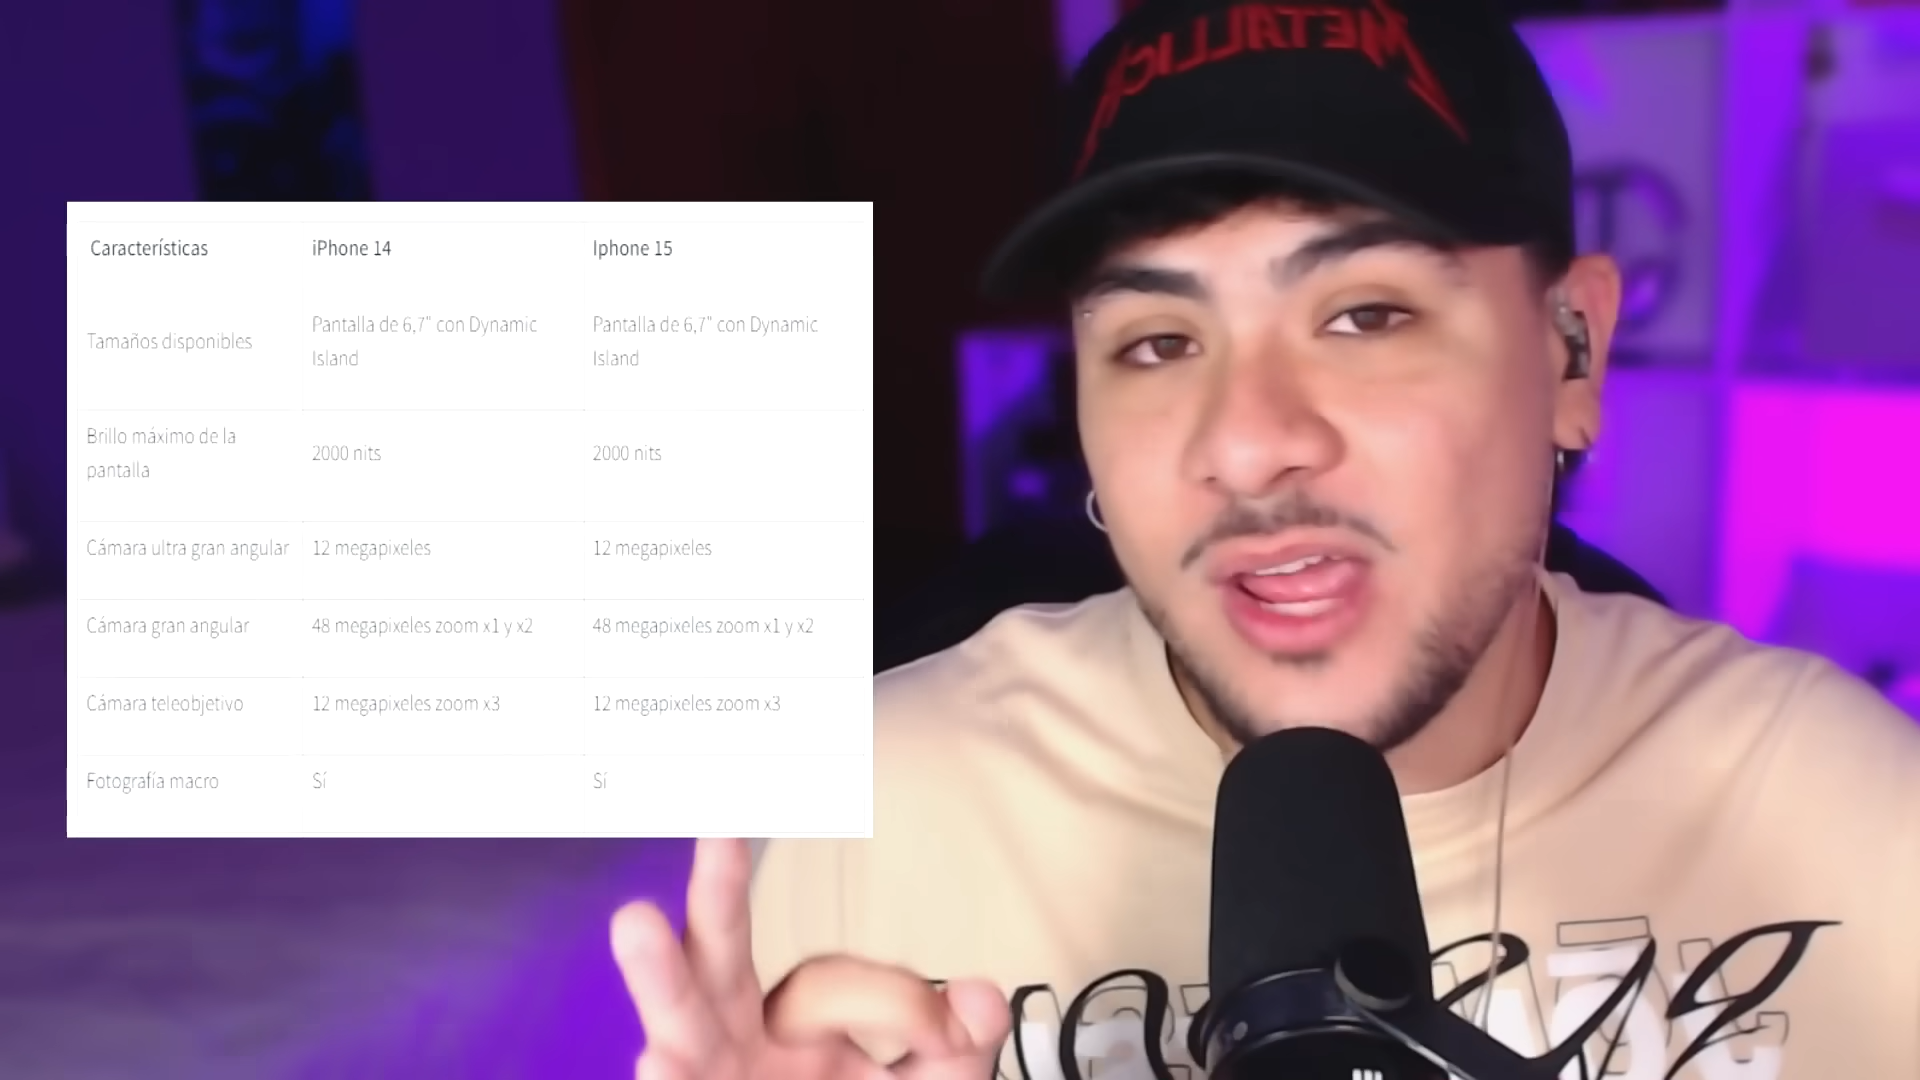 METALLICA
Características iPhone 14 Iphone 15
Tamaños disponibles Pantalla de 6,7" con Dynamic Island Pantalla de 6,7" con Dynamic Island
Brillo máximo de la pantalla 2000 nits 2000 nits
Cámara ultra gran angular 12 megapixeles 12 megapixeles
Cámara gran angular 48 megapixeles zoom x1 y x2 48 megapixeles zoom x1 y x2
Cámara teleobjetivo 12 megapixeles zoom x3 12 megapixeles zoom x3
Fotografía macro Sí Sí